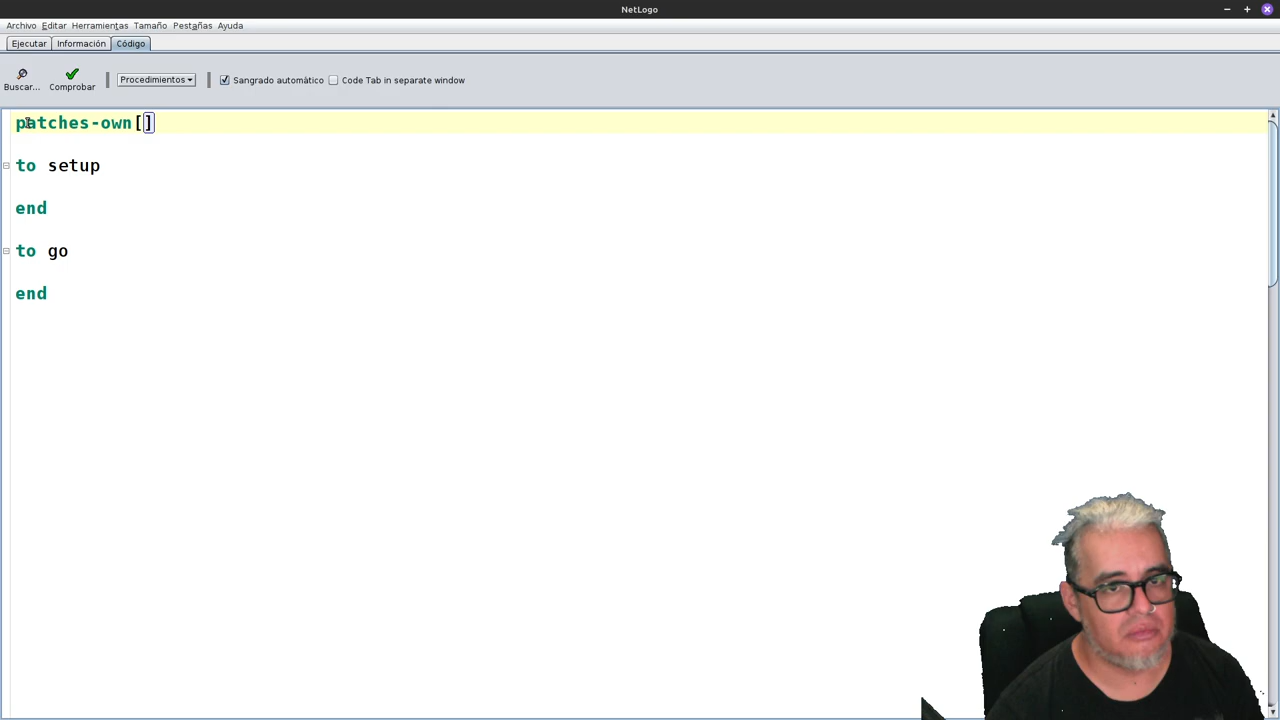 NetLogo
Archivo Editar Herramientas Tamaño Pestañas Ayuda
Ejecutar Información Código
Buscar... Comprobar Procedimientos Sangrado automático Code Tab in separate window
patches-own[]
to setup
end
to go
end